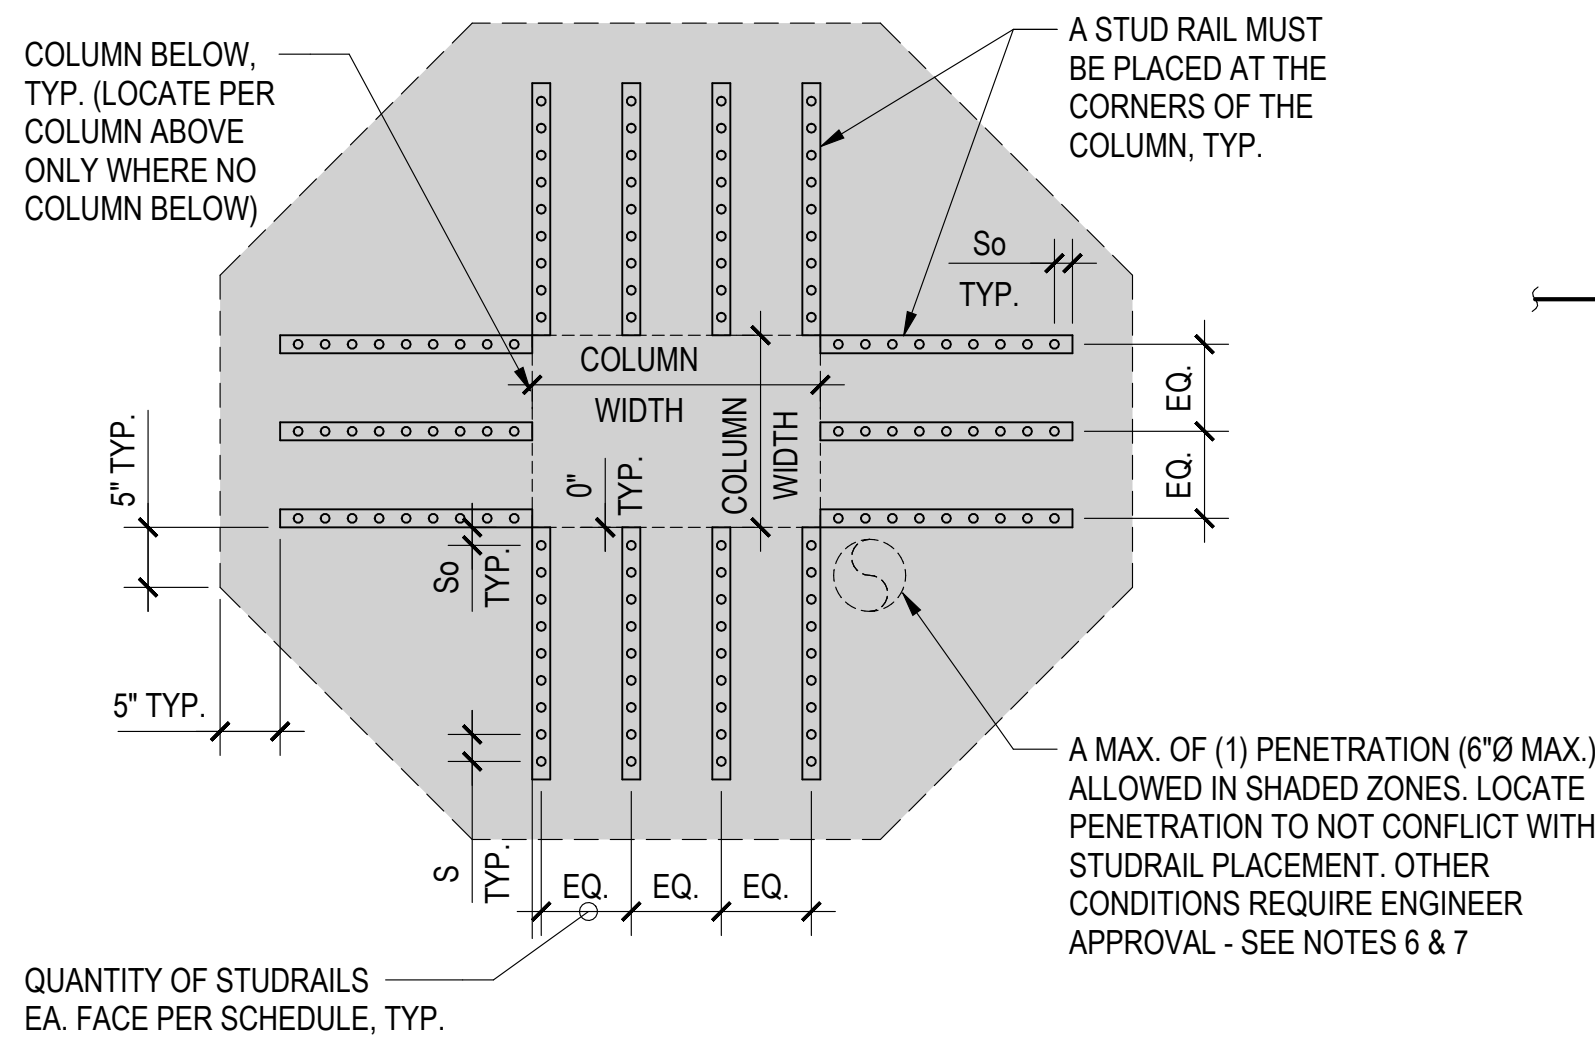 COLUMN BELOW,
TYP. (LOCATE PER
COLUMN ABOVE
ONLY WHERE NO
COLUMN BELOW)
A STUD RAIL MUST
BE PLACED AT THE
CORNERS OF THE
COLUMN, TYP.
So
TYP.
COLUMN
WIDTH
COLUMN
WIDTH
0"
TYP.
EQ.
EQ.
5" TYP.
So
TYP.
5" TYP.
S
TYP.
EQ.
EQ.
EQ.
A MAX. OF (1) PENETRATION (6"Ø MAX.)
ALLOWED IN SHADED ZONES. LOCATE
PENETRATION TO NOT CONFLICT WITH
STUDRAIL PLACEMENT. OTHER
CONDITIONS REQUIRE ENGINEER
APPROVAL - SEE NOTES 6 & 7
QUANTITY OF STUDRAILS
EA. FACE PER SCHEDULE, TYP.